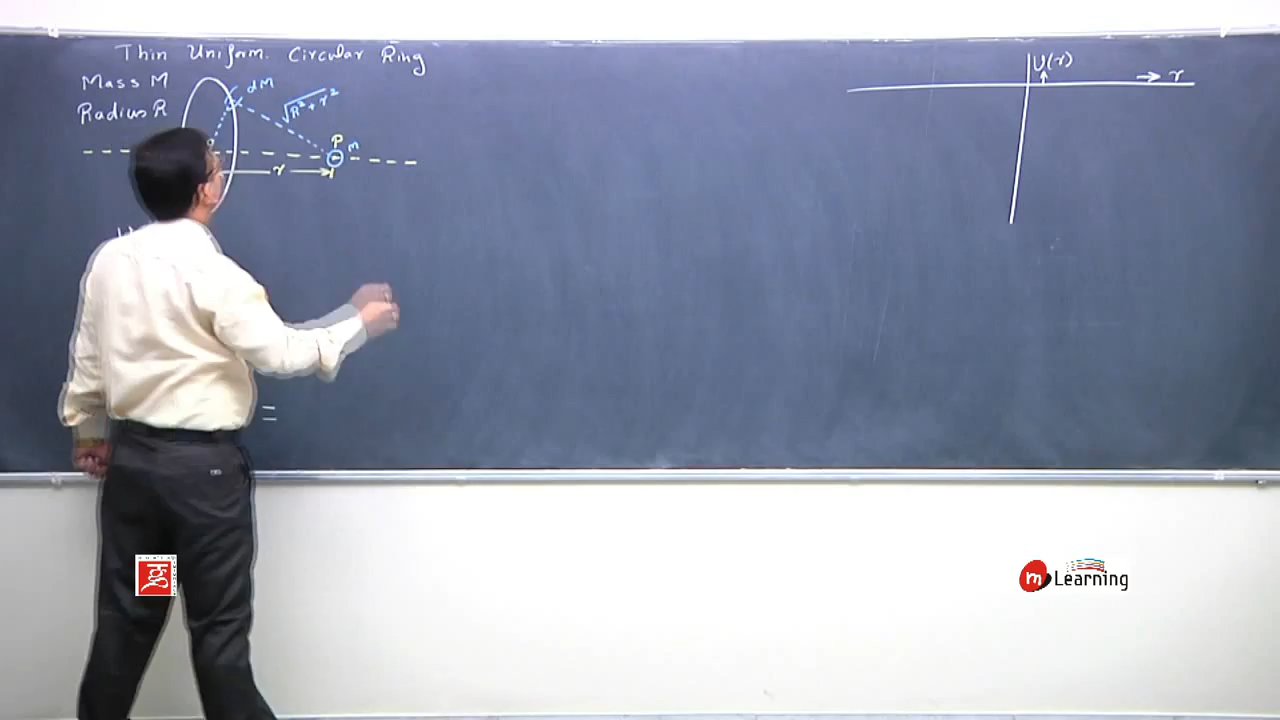 Thin Uniform Circular Ring
Mass M
Radius R
dM
√R²+r²
P
m
r
=
U(r)
r
m Learning